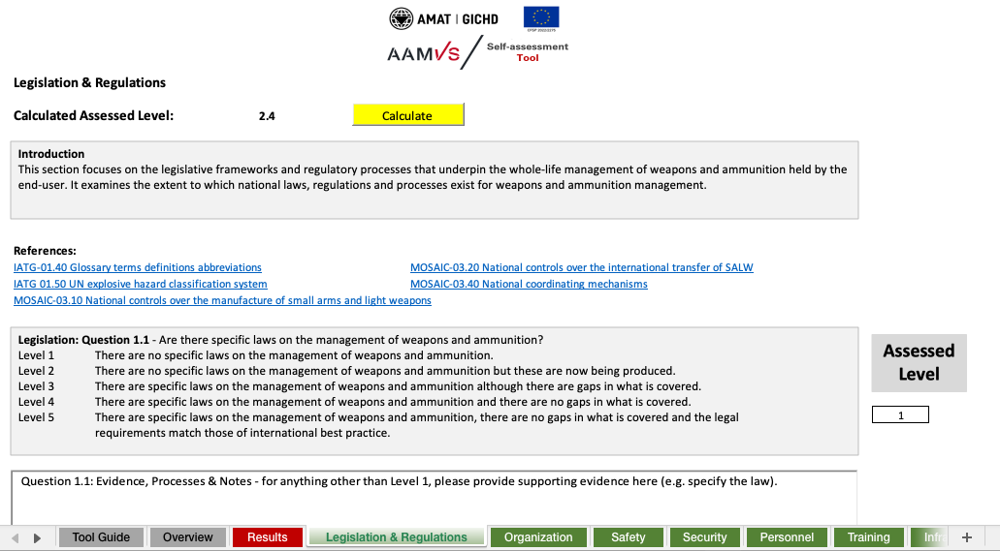 AMAT | GICHD
AAMVS
Self-assessment
Tool
Legislation & Regulations
Calculated Assessed Level: 2.4 Calculate
Introduction
This section focuses on the legislative frameworks and regulatory processes that underpin the whole-life management of weapons and ammunition held by the
end-user. It examines the extent to which national laws, regulations and processes exist for weapons and ammunition management.
References:
IATG-01.40 Glossary terms definitions abbreviations MOSAIC-03.20 National controls over the international transfer of SALW
IATG 01.50 UN explosive hazard classification system MOSAIC-03.40 National coordinating mechanisms
MOSAIC-03.10 National controls over the manufacture of small arms and light weapons
Legislation: Question 1.1 - Are there specific laws on the management of weapons and ammunition?
Level 1 There are no specific laws on the management of weapons and ammunition.
Level 2 There are no specific laws on the management of weapons and ammunition but these are now being produced.
Level 3 There are specific laws on the management of weapons and ammunition although there are gaps in what is covered.
Level 4 There are specific laws on the management of weapons and ammunition and there are no gaps in what is covered.
Level 5 There are specific laws on the management of weapons and ammunition, there are no gaps in what is covered and the legal
requirements match those of international best practice.
Assessed
Level
1
Question 1.1: Evidence, Processes & Notes - for anything other than Level 1, please provide supporting evidence here (e.g. specify the law).
Tool Guide Overview Results Legislation & Regulations Organization Safety Security Personnel Training +